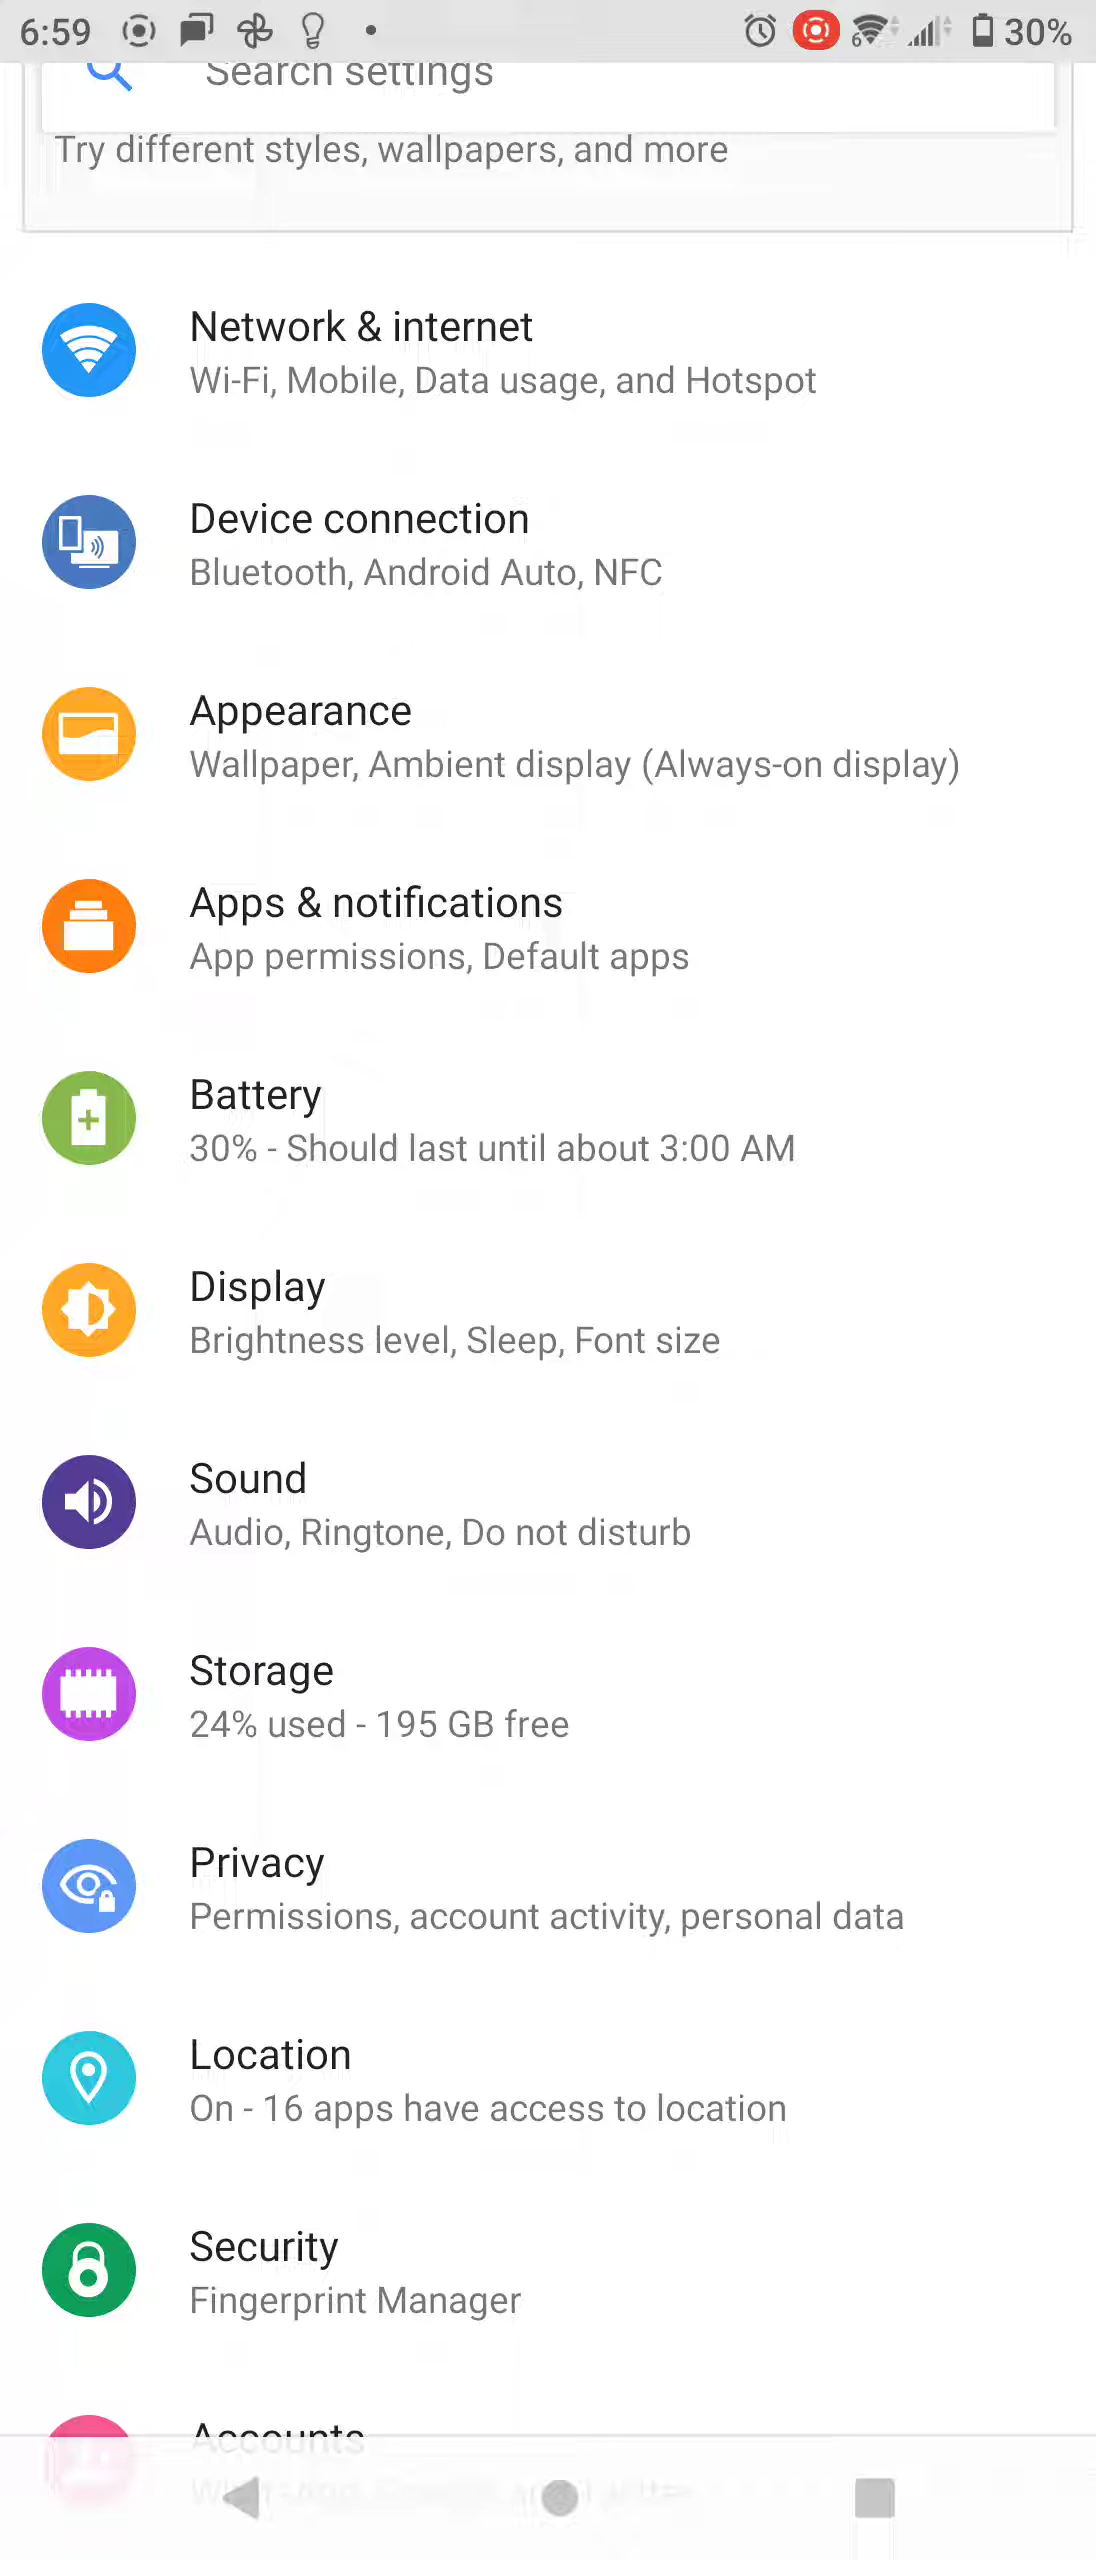 6:59
30%
Search settings
Try different styles, wallpapers, and more
Network & internet
Wi-Fi, Mobile, Data usage, and Hotspot
Device connection
Bluetooth, Android Auto, NFC
Appearance
Wallpaper, Ambient display (Always-on display)
Apps & notifications
App permissions, Default apps
Battery
30% - Should last until about 3:00 AM
Display
Brightness level, Sleep, Font size
Sound
Audio, Ringtone, Do not disturb
Storage
24% used - 195 GB free
Privacy
Permissions, account activity, personal data
Location
On - 16 apps have access to location
Security
Fingerprint Manager
Accounts